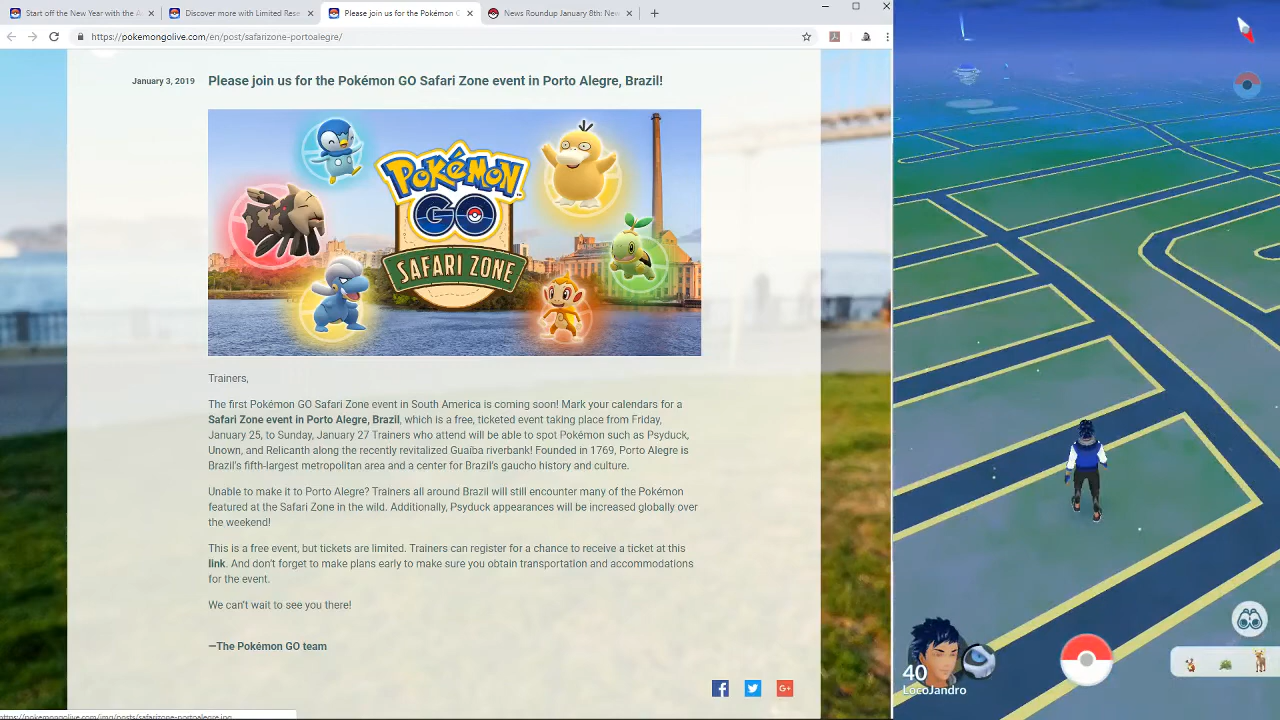 Start off the New Year with the A
Discover more with Limited Rese
Please join us for the Pokémon G
News Roundup January 8th: New
https://pokemongolive.com/en/post/safarizone-portoalegre/
January 3, 2019
Please join us for the Pokémon GO Safari Zone event in Porto Alegre, Brazil!
POKÉMON
GO
SAFARI ZONE
Trainers,
The first Pokémon GO Safari Zone event in South America is coming soon! Mark your calendars for a
Safari Zone event in Porto Alegre, Brazil, which is a free, ticketed event taking place from Friday,
January 25, to Sunday, January 27 Trainers who attend will be able to spot Pokémon such as Psyduck,
Unown, and Relicanth along the recently revitalized Guaíba riverbank! Founded in 1769, Porto Alegre is
Brazil's fifth-largest metropolitan area and a center for Brazil's gaucho history and culture.
Unable to make it to Porto Alegre? Trainers all around Brazil will still encounter many of the Pokémon
featured at the Safari Zone in the wild. Additionally, Psyduck appearances will be increased globally over
the weekend!
This is a free event, but tickets are limited. Trainers can register for a chance to receive a ticket at this
link. And don't forget to make plans early to make sure you obtain transportation and accommodations
for the event.
We can't wait to see you there!
—The Pokémon GO team
https://pokemongolive.com/img/posts/safarizone-portoalegre.jpg
40
LocoJandro